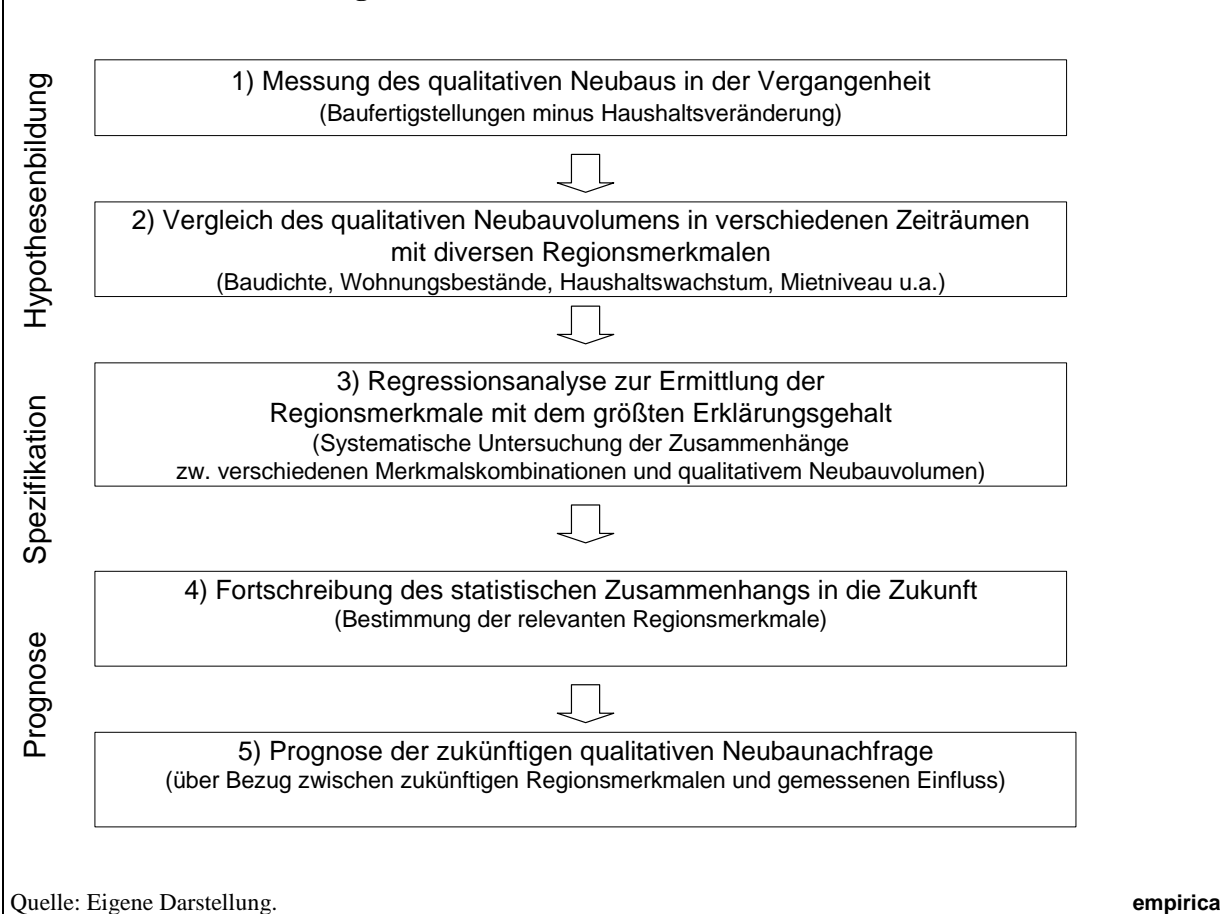 Hypothesenbildung
1) Messung des qualitativen Neubaus in der Vergangenheit
(Baufertigstellungen minus Haushaltsveränderung)
2) Vergleich des qualitativen Neubauvolumens in verschiedenen Zeiträumen
mit diversen Regionsmerkmalen
(Baudichte, Wohnungsbestände, Haushaltswachstum, Mietniveau u.a.)
Spezifikation
3) Regressionsanalyse zur Ermittlung der
Regionsmerkmale mit dem größten Erklärungsgehalt
(Systematische Untersuchung der Zusammenhänge
zw. verschiedenen Merkmalskombinationen und qualitativem Neubauvolumen)
Prognose
4) Fortschreibung des statistischen Zusammenhangs in die Zukunft
(Bestimmung der relevanten Regionsmerkmale)
5) Prognose der zukünftigen qualitativen Neubaunachfrage
(über Bezug zwischen zukünftigen Regionsmerkmalen und gemessenen Einfluss)
Quelle: Eigene Darstellung.
empirica